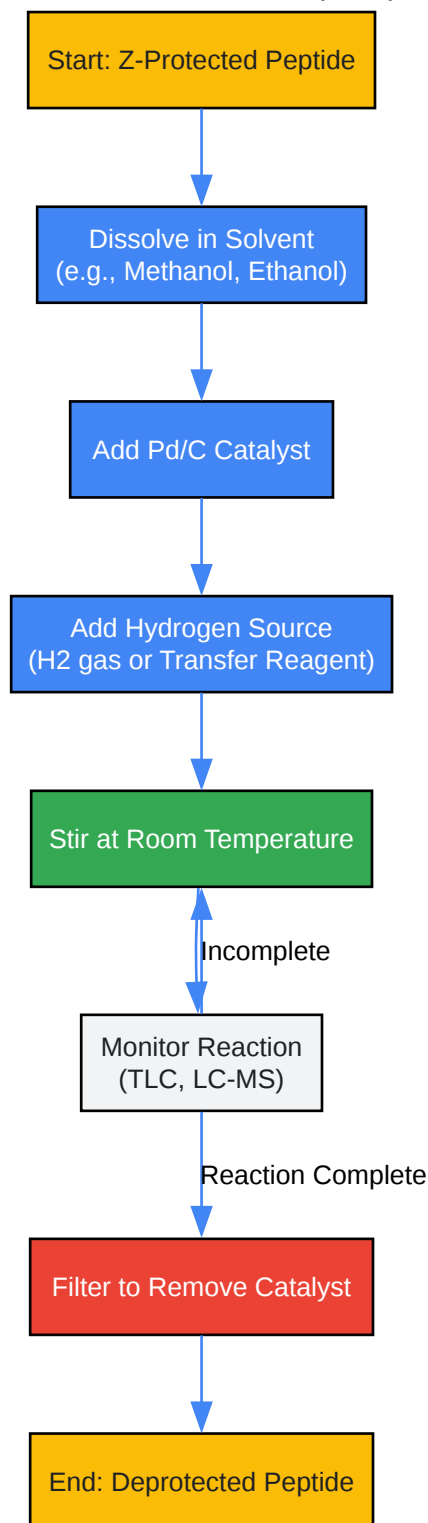 Start: Z-Protected Peptide
Dissolve in Solvent
(e.g., Methanol, Ethanol)
Add Pd/C Catalyst
Add Hydrogen Source
(H2 gas or Transfer Reagent)
Stir at Room Temperature
Incomplete
Monitor Reaction
(TLC, LC-MS)
Reaction Complete
Filter to Remove Catalyst
End: Deprotected Peptide